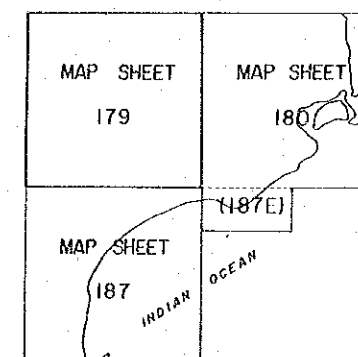 MAP SHEET
179
MAP SHEET
180
(187E)
MAP SHEET
187
INDIAN OCEAN